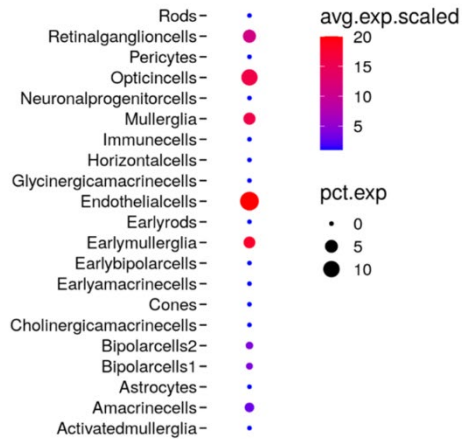 Rods
Retinalganglioncells
Pericytes
Opticincells
Neuronalprogenitorcells
Mullerglia
Immunecells
Horizontalcells
Glycinergicamacrinecells
Endothelialcells
Earlyrods
Earlymullerglia
Earlybipolarcells
Earlyamacrinecells
Cones
Cholinergicamacrinecells
Bipolarcells2
Bipolarcells1
Astrocytes
Amacrinecells
Activatedmullerglia
avg.exp.scaled
20
15
10
5
pct.exp
0
5
10